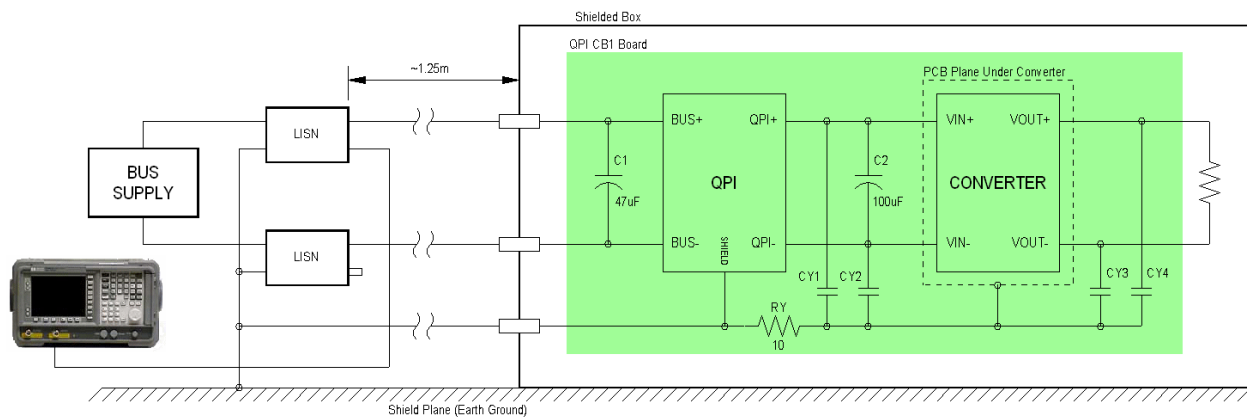 Shielded Box
QPI CB1 Board
~1.25m
PCB Plane Under Converter
LISN
BUS+
QPI+
VIN+
VOUT+
C1
C2
BUS
SUPPLY
QPI
CONVERTER
47uF
100uF
BUS-
SHIELD
QPI-
VIN-
VOUT-
LISN
CY1
CY2
CY3
CY4
RY
10
Shield Plane (Earth Ground)